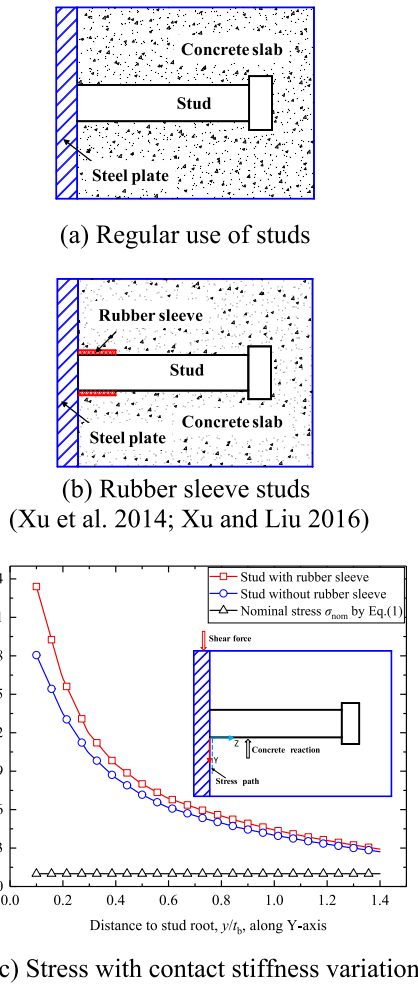 Concrete slab
Stud
Steel plate
(a) Regular use of studs
Rubber sleeve
Stud
Concrete slab
Steel plate
(b) Rubber sleeve studs
(Xu et al. 2014; Xu and Liu 2016)
Stud with rubber sleeve
Stud without rubber sleeve
Nominal stress σnom by Eq.(1)
Shear force
Z
Concrete reaction
Y
Stress path
0.0 0.2 0.4 0.6 0.8 1.0 1.2 1.4
Distance to stud root, y/tb, along Y-axis
c) Stress with contact stiffness variation